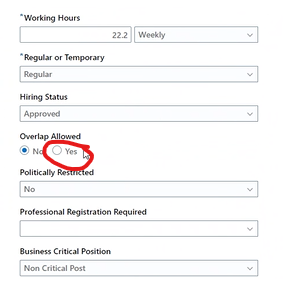 *Working Hours
22.2 Weekly
*Regular or Temporary
Regular
Hiring Status
Approved
Overlap Allowed
No Yes
Politically Restricted
No
Professional Registration Required
Business Critical Position
Non Critical Post